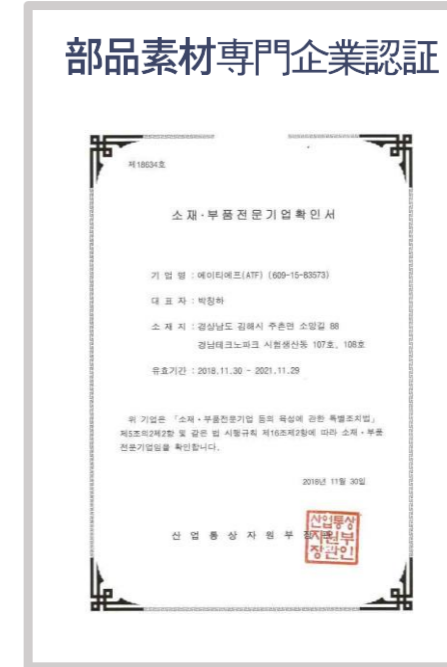 部品素材専門企業認証
제18634호
소재·부품전문기업확인서
기 업 명 : 에이티에프(ATF) (609-15-83573)
대 표 자 : 박창하
소 재 지 : 경상남도 김해시 주촌면 소망길 88
경남테크노파크 시험생산동 107호, 108호
유효기간 : 2018.11.30 - 2021.11.29
위 기업은 「소재·부품전문기업 등의 육성에 관한 특별조치법」
제5조의2제2항 및 같은 법 시행규칙 제16조제2항에 따라 소재·부품
전문기업임을 확인합니다.
2018년 11월 30일
산 업 통 상 자 원 부
산업통상
자원부
장관인